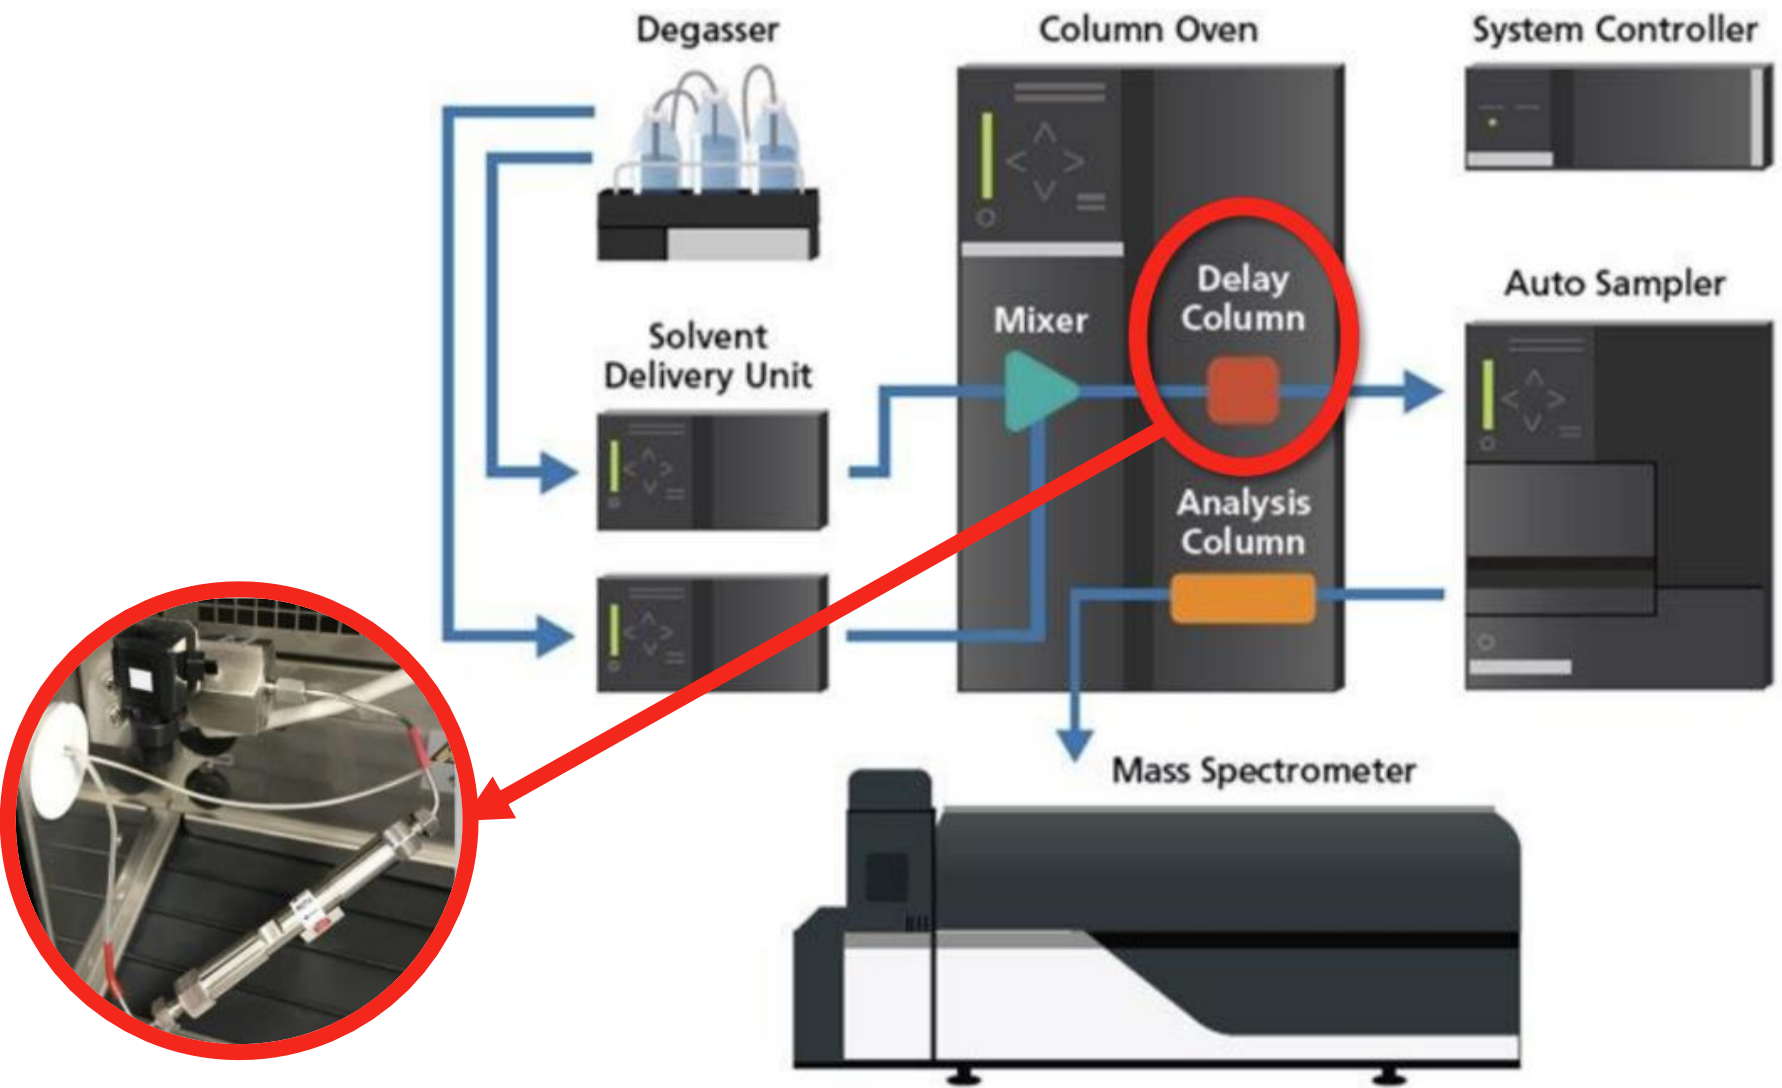 Degasser
Column Oven
System Controller
Delay
Column
Auto Sampler
Mixer
Solvent
Delivery Unit
Analysis
Column
Mass Spectrometer